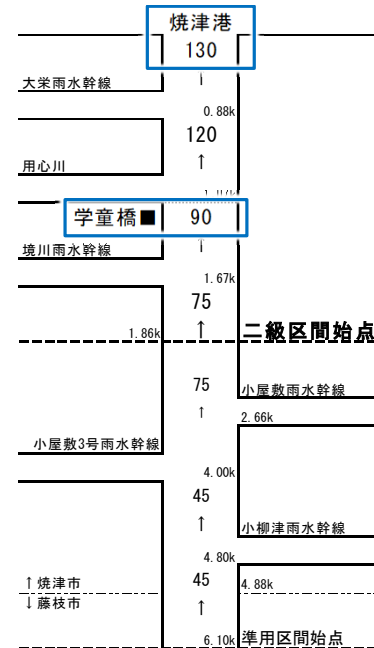 焼津港
130
↑
大栄雨水幹線
0.88k
120
用心川
↑
学童橋■ 90
境川雨水幹線
↑
1.67k
75
1.86k
↑
二級区間始点
75
小屋敷雨水幹線
↑
2.66k
小屋敷3号雨水幹線
4.00k
45
↑
小柳津雨水幹線
4.80k
↑焼津市
45
4.88k
↓藤枝市
↑
6.10k
準用区間始点